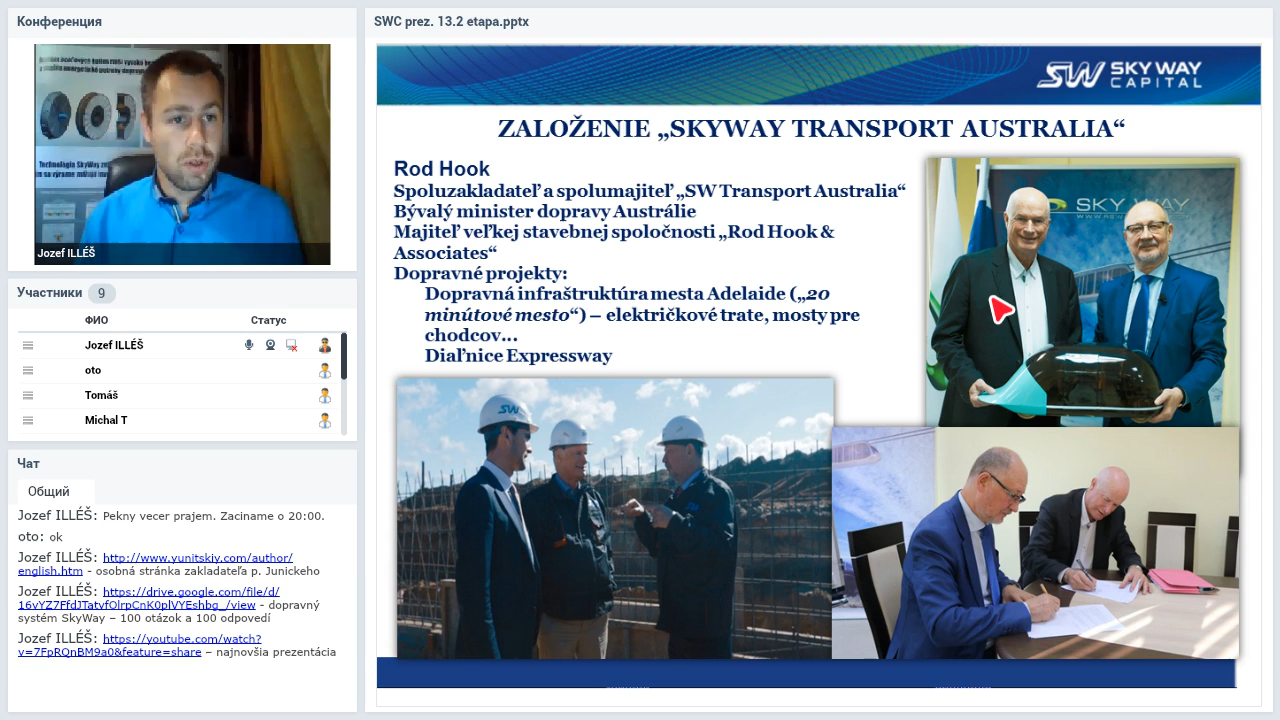 Конференция
Jozef ILLÉŠ
Участники 9
ФИО Статус
Jozef ILLÉŠ
oto
Tomáš
Michal T
Чат
Общий
Jozef ILLÉŠ: Pekny vecer prajem. Zaciname o 20:00.
oto: ok
Jozef ILLÉŠ: http://www.yunitskiy.com/author/
english.htm - osobná stránka zakladateľa p. Junickeho
Jozef ILLÉŠ: https://drive.google.com/file/d/
16vYZ7FfdJTatvfOlrpCnK0plVYEshbg_/view - dopravný
systém SkyWay – 100 otázok a 100 odpovedí
Jozef ILLÉŠ: https://youtube.com/watch?
v=7FpRQnBM9a0&feature=share – najnovšia prezentácia
SWC prez. 13.2 etapa.pptx
SW SKY WAY
CAPITAL
ZALOŽENIE „SKYWAY TRANSPORT AUSTRALIA“
Rod Hook
Spoluzakladateľ a spolumajiteľ „SW Transport Australia“
Bývalý minister dopravy Austrálie
Majiteľ veľkej stavebnej spoločnosti „Rod Hook &
Associates“
Dopravné projekty:
Dopravná infraštruktúra mesta Adelaide („20
minútové mesto“) – električkové trate, mosty pre
chodcov...
Diaľnice Expressway
SKY WAY
SW